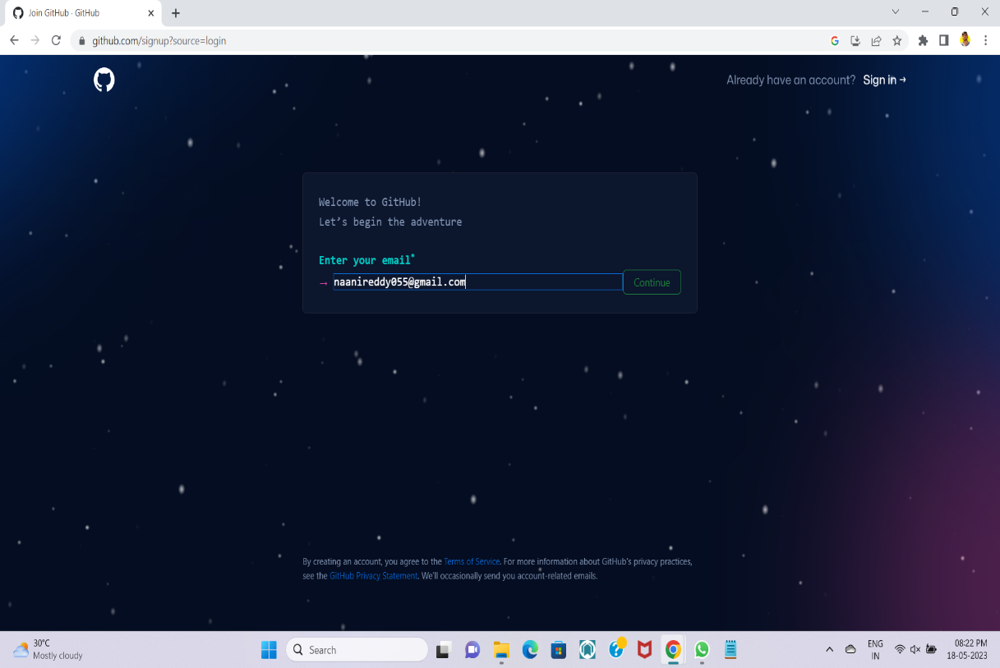 Join GitHub · GitHub
github.com/signup?source=login
Already have an account? Sign in →
Welcome to GitHub!
Let’s begin the adventure
Enter your email*
→ naanireddy055@gmail.com
Continue
By creating an account, you agree to the Terms of Service. For more information about GitHub’s privacy practices,
see the GitHub Privacy Statement. We’ll occasionally send you account-related emails.
30°C
Mostly cloudy
Search
ENG
IN
08:22 PM
18-05-2023